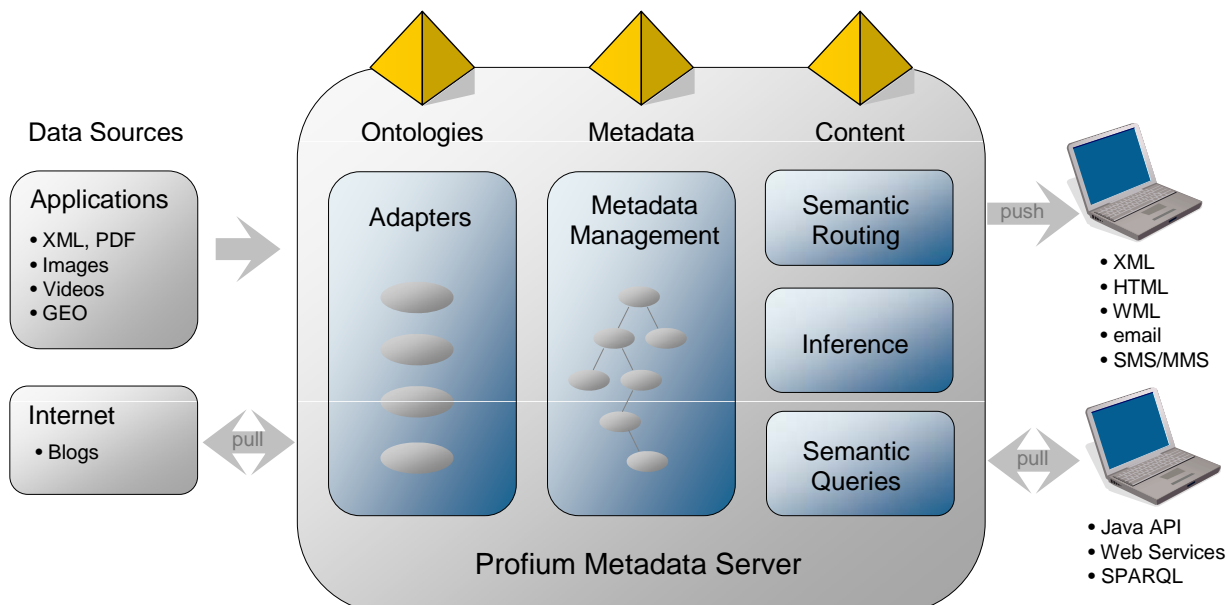 Data Sources
Applications
• XML, PDF
• Images
• Videos
• GEO
Internet
• Blogs
pull
Ontologies
Metadata
Content
Adapters
Metadata
Management
Semantic
Routing
Inference
Semantic
Queries
Profium Metadata Server
push
• XML
• HTML
• WML
• email
• SMS/MMS
pull
• Java API
• Web Services
• SPARQL